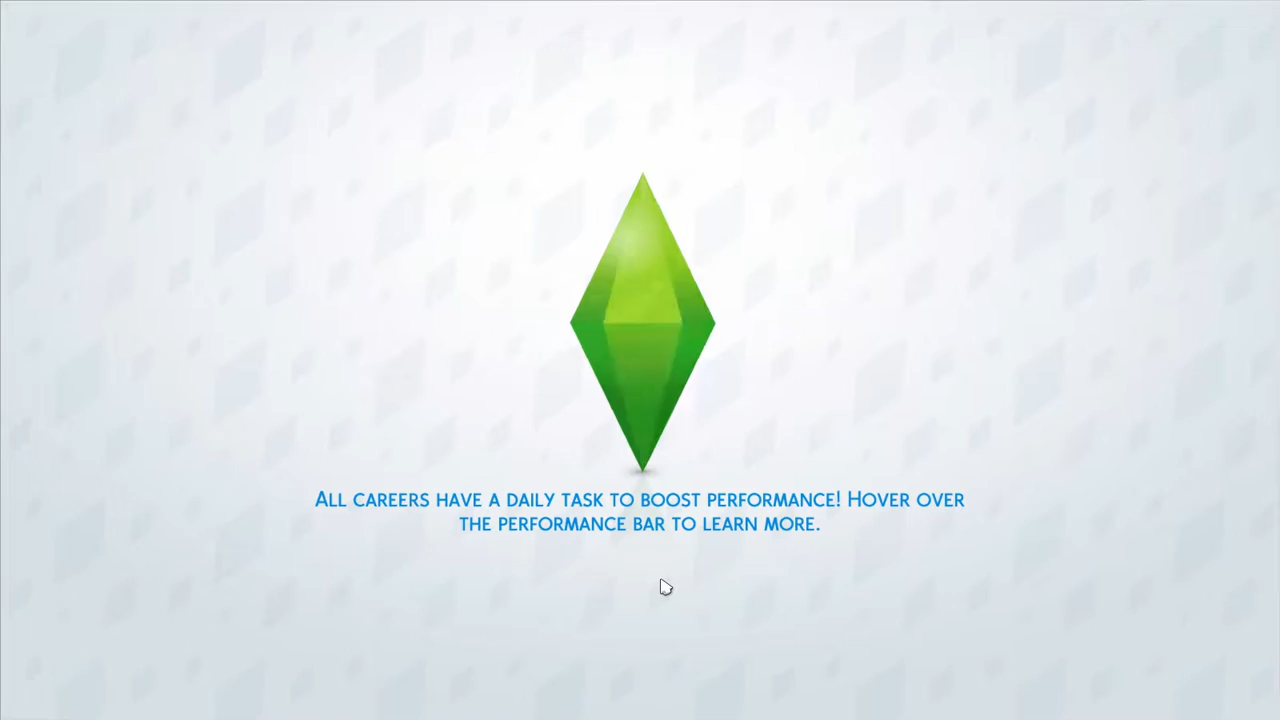 All careers have a daily task to boost performance! Hover over
the performance bar to learn more.